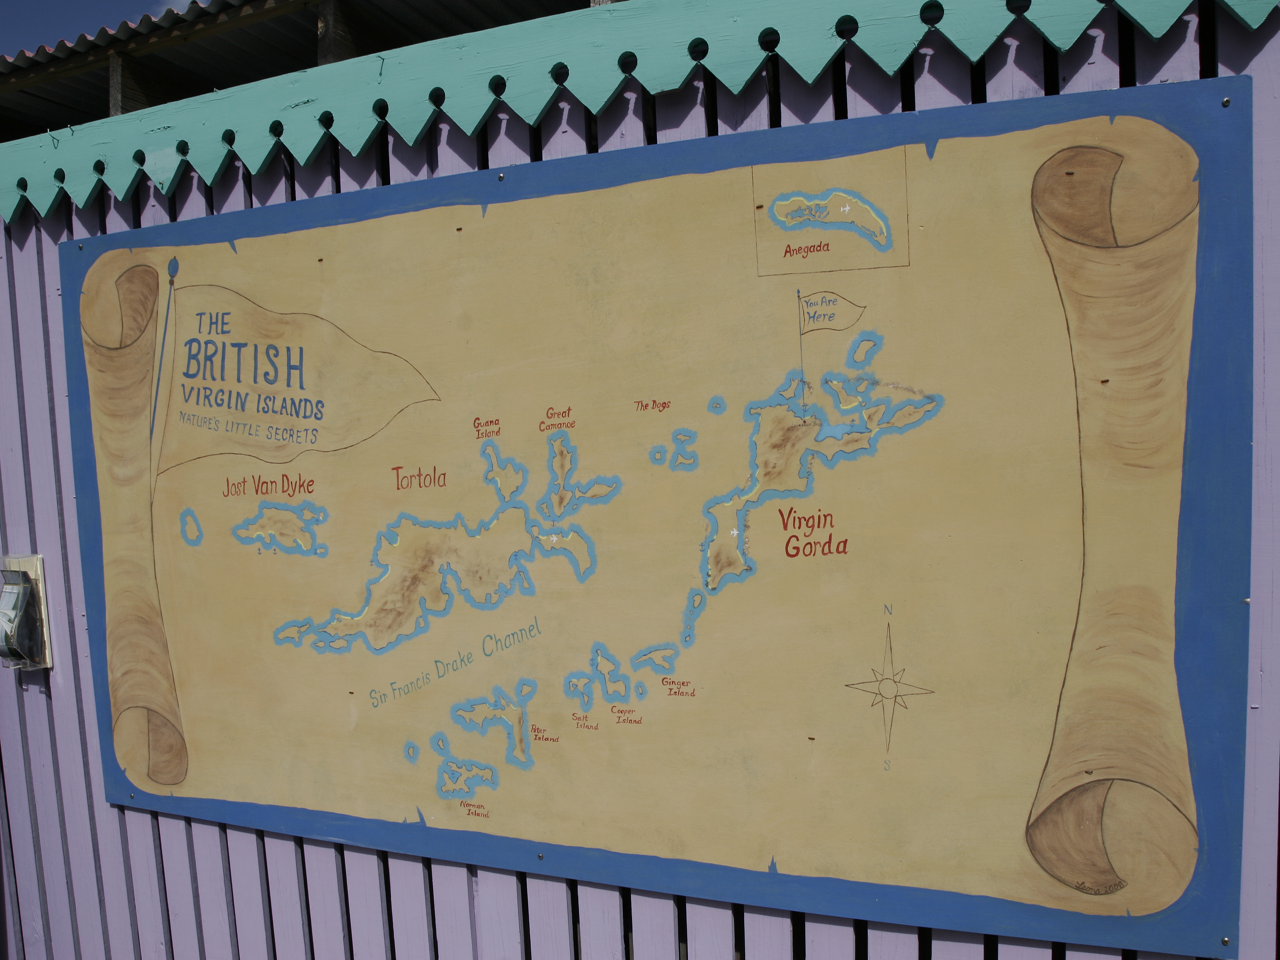 THE
BRITISH
VIRGIN ISLANDS
NATURE'S LITTLE SECRETS
Anegada
You Are
Here
Guana
Island
Great
Camanoe
The Dogs
Jost Van Dyke
Tortola
Virgin
Gorda
Sir Francis Drake Channel
Ginger
Island
Salt
Island
Cooper
Island
Peter
Island
Norman
Island
N
S